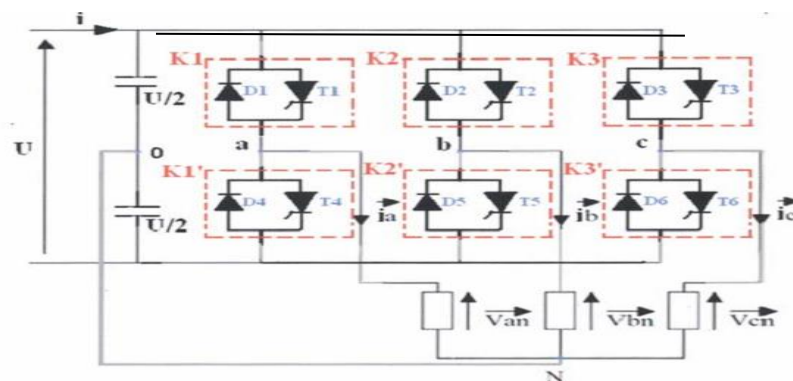 i
K1 K2 K3
D1 T1 D2 T2 D3 T3
U/2
U 0 a b c
K1' K2' K3'
D4 T4 D5 T5 D6 T6
U/2 ia ib ic
Van Vbn Vcn
N